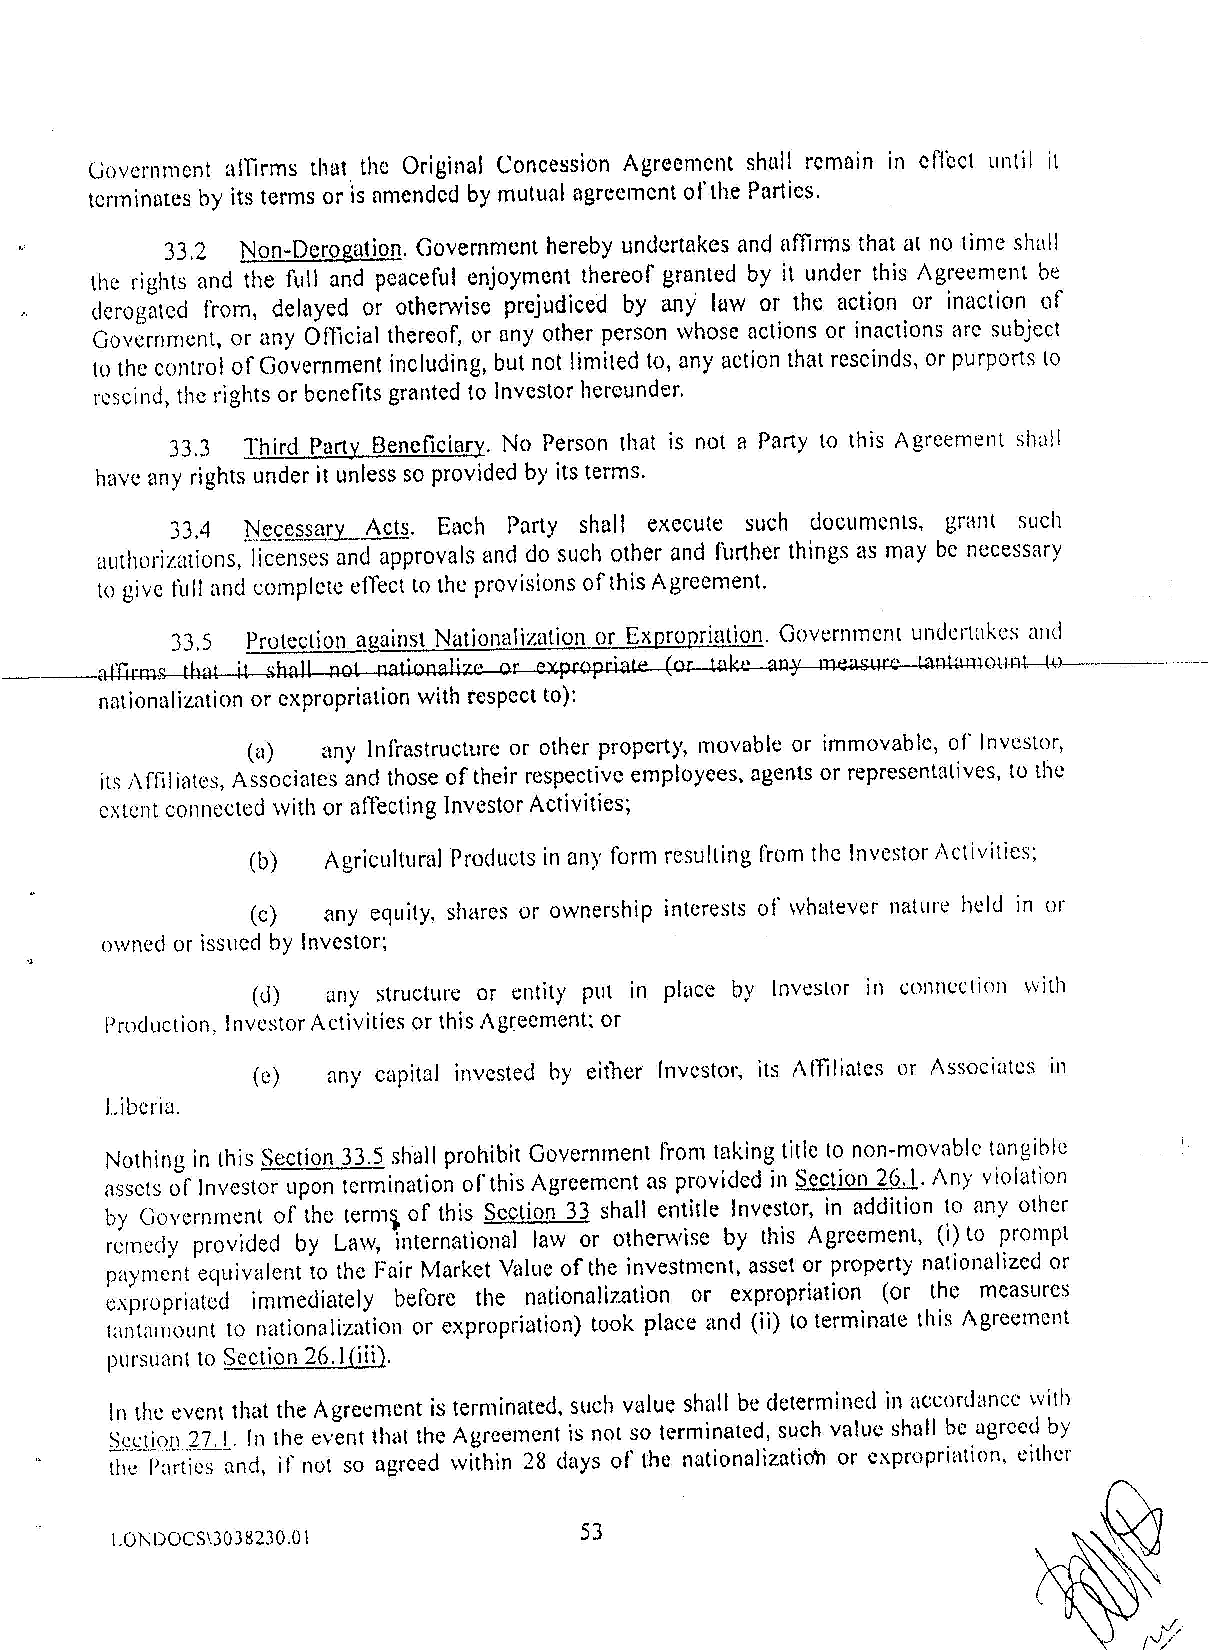 Government affirms that the Original Concession Agreement shall remain in effect until it
terminates by its terms or is amended by mutual agreement of the Parties.
33.2 Non-Derogation. Government hereby undertakes and affirms that at no time shall
the rights and the full and peaceful enjoyment thereof granted by it under this Agreement be
derogated from, delayed or otherwise prejudiced by any law or the action or inaction of
Government, or any Official thereof, or any other person whose actions or inactions are subject
to the control of Government including, but not limited to, any action that rescinds, or purports to
rescind, the rights or benefits granted to Investor hereunder.
33.3 Third Party Beneficiary. No Person that is not a Party to this Agreement shall
have any rights under it unless so provided by its terms.
33.4 Necessary Acts. Each Party shall execute such documents, grant such
authorizations, licenses and approvals and do such other and further things as may be necessary
to give full and complete effect to the provisions of this Agreement.
33.5 Protection against Nationalization or Expropriation. Government undertakes and
affirms that it shall not nationalize or expropriate (or take any measure tantamount to
nationalization or expropriation with respect to):
(a) any Infrastructure or other property, movable or immovable, of Investor,
its Affiliates, Associates and those of their respective employees, agents or representatives, to the
extent connected with or affecting Investor Activities;
(b) Agricultural Products in any form resulting from the Investor Activities;
(c) any equity, shares or ownership interests of whatever nature held in or
owned or issued by Investor;
(d) any structure or entity put in place by Investor in connection with
Production, Investor Activities or this Agreement; or
(e) any capital invested by either Investor, its Affiliates or Associates in
Liberia.
Nothing in this Section 33.5 shall prohibit Government from taking title to non-movable tangible
assets of Investor upon termination of this Agreement as provided in Section 26.1. Any violation
by Government of the terms of this Section 33 shall entitle Investor, in addition to any other
remedy provided by Law, international law or otherwise by this Agreement, (i) to prompt
payment equivalent to the Fair Market Value of the investment, asset or property nationalized or
expropriated immediately before the nationalization or expropriation (or the measures
tantamount to nationalization or expropriation) took place and (ii) to terminate this Agreement
pursuant to Section 26.1(iii).
In the event that the Agreement is terminated, such value shall be determined in accordance with
Section 27.1. In the event that the Agreement is not so terminated, such value shall be agreed by
the Parties and, if not so agreed within 28 days of the nationalization or expropriation, either
LONDOCS\3038230.01
53